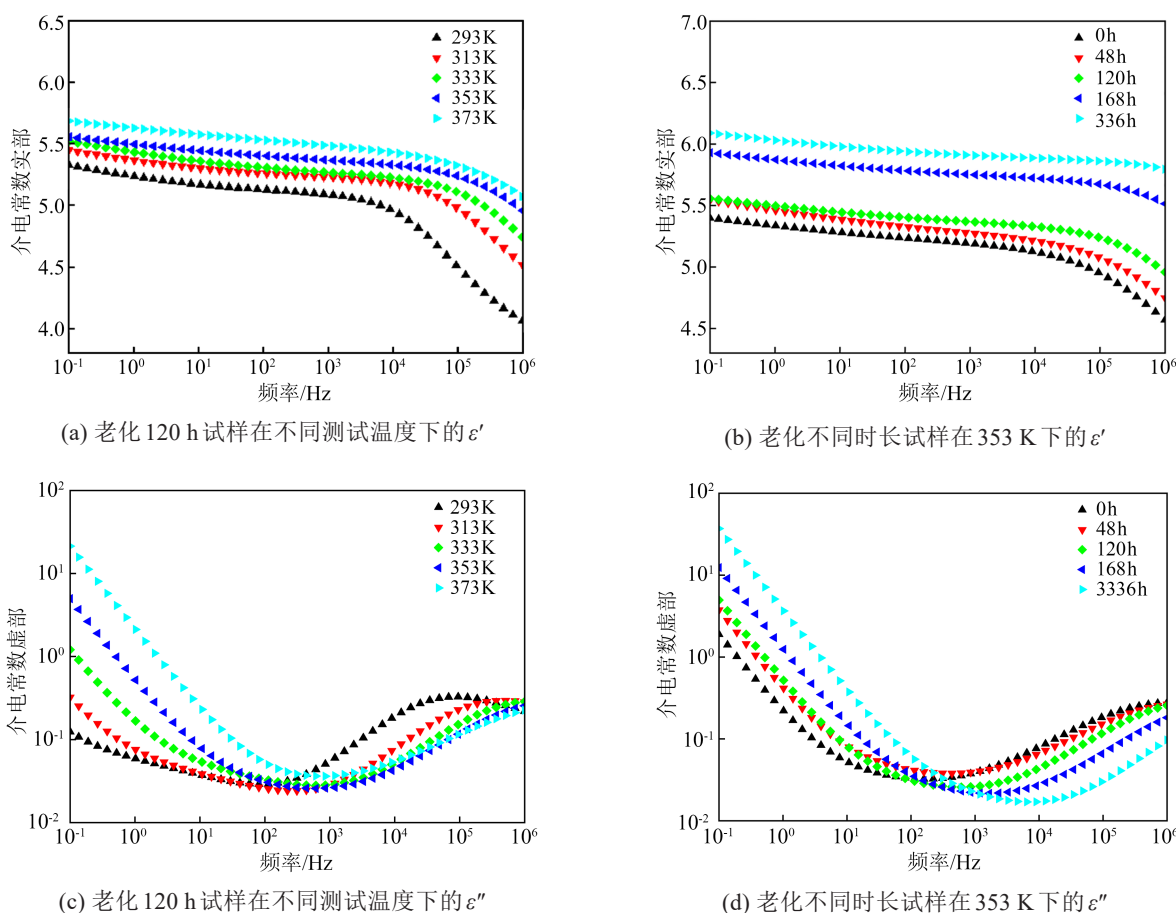 6.5
6.0
5.5
5.0
4.5
4.0
介电常数实部
293K
313K
333K
353K
373K
10⁻¹ 10⁰ 10¹ 10² 10³ 10⁴ 10⁵ 10⁶
频率/Hz
(a) 老化 120 h 试样在不同测试温度下的ε′
7.0
6.5
6.0
5.5
5.0
4.5
介电常数实部
0h
48h
120h
168h
336h
10⁻¹ 10⁰ 10¹ 10² 10³ 10⁴ 10⁵ 10⁶
频率/Hz
(b) 老化不同时长试样在 353 K 下的ε′
10²
10¹
10⁰
10⁻¹
10⁻²
介电常数虚部
293K
313K
333K
353K
373K
10⁻¹ 10⁰ 10¹ 10² 10³ 10⁴ 10⁵ 10⁶
频率/Hz
(c) 老化 120 h 试样在不同测试温度下的ε″
10²
10¹
10⁰
10⁻¹
10⁻²
介电常数虚部
0h
48h
120h
168h
3336h
10⁻¹ 10⁰ 10¹ 10² 10³ 10⁴ 10⁵ 10⁶
频率/Hz
(d) 老化不同时长试样在 353 K 下的ε″